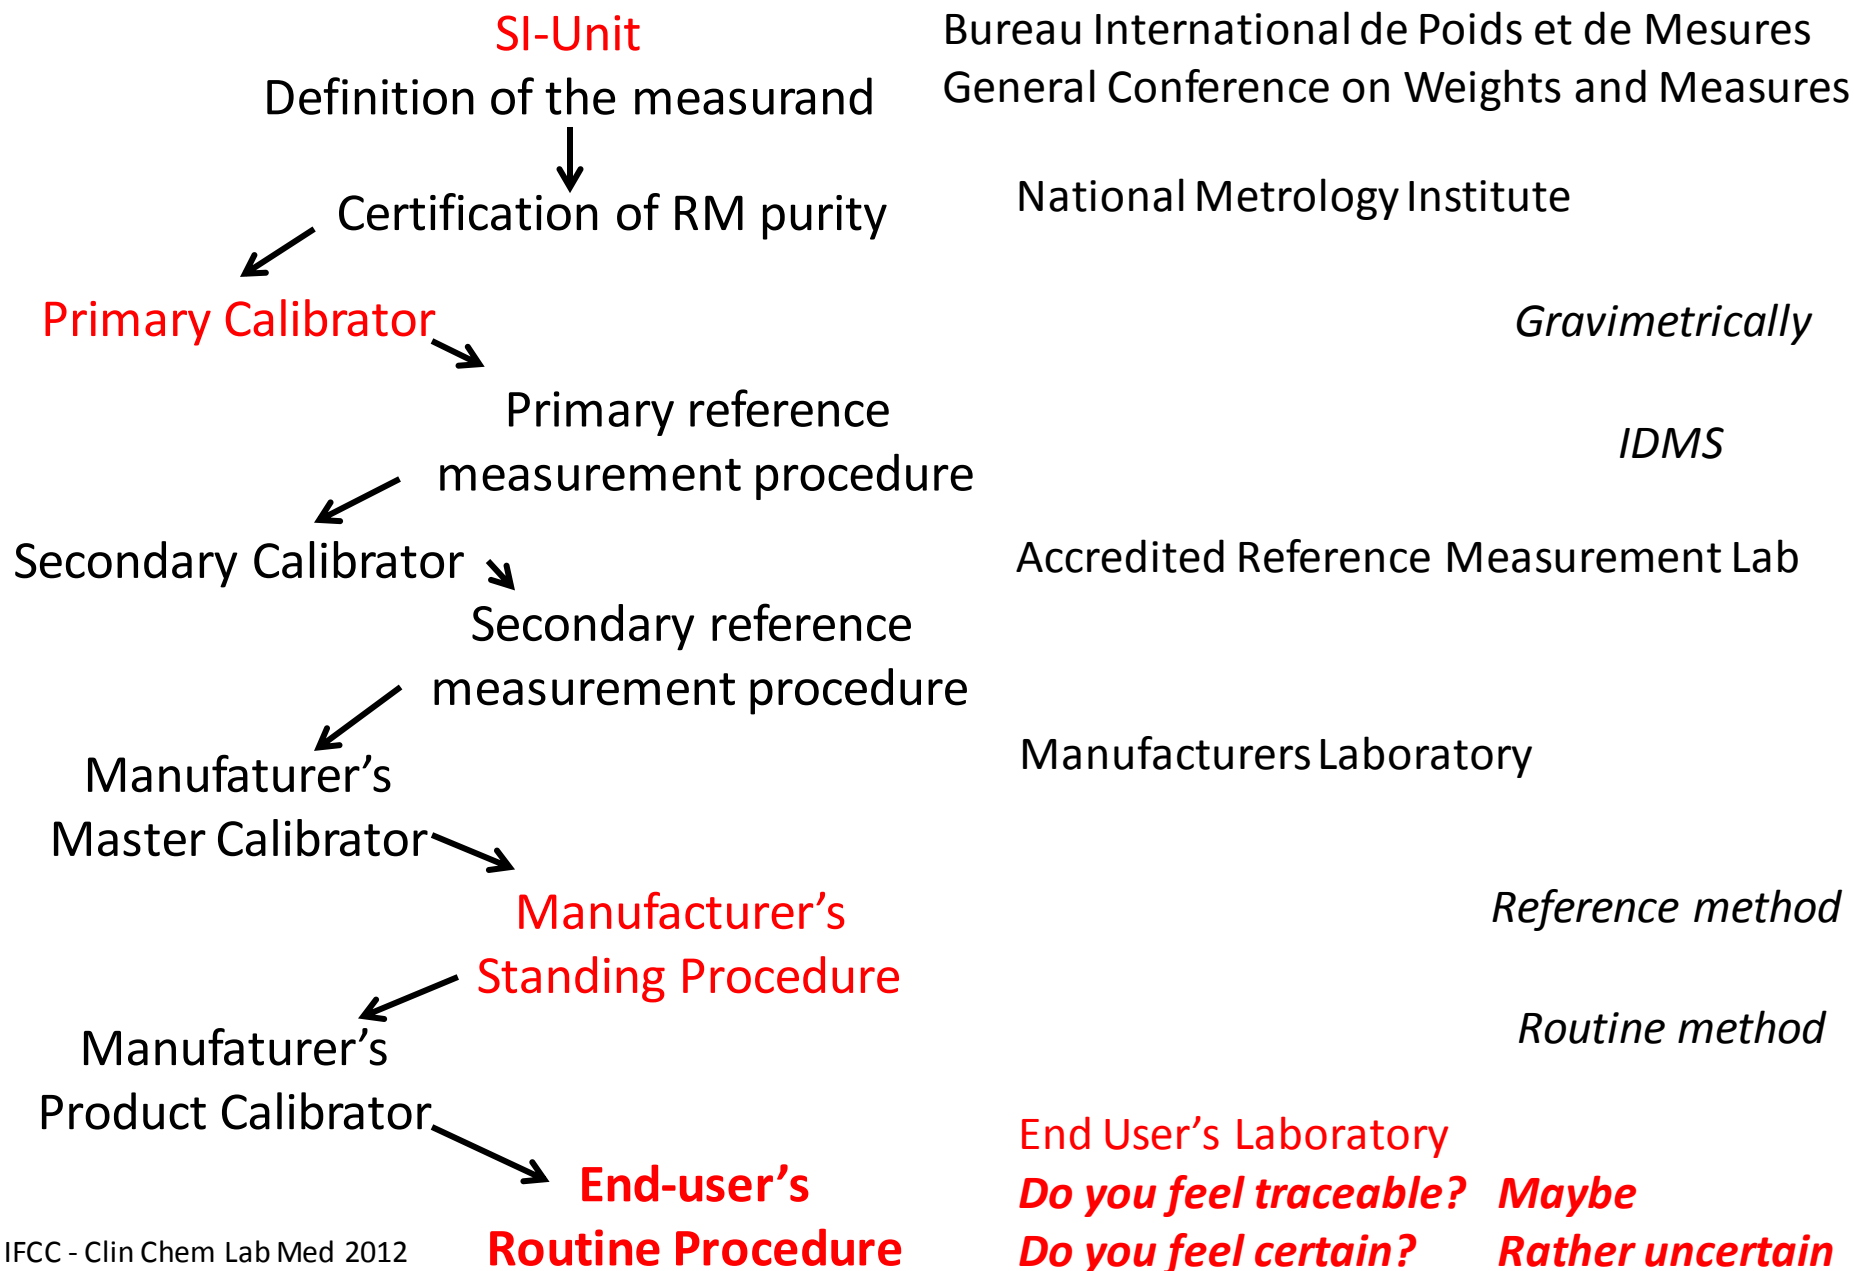 SI-Unit
Bureau International de Poids et de Mesures
Definition of the measurand
General Conference on Weights and Measures
Certification of RM purity
National Metrology Institute
Primary Calibrator
Gravimetrically
Primary reference
measurement procedure
IDMS
Secondary Calibrator
Accredited Reference Measurement Lab
Secondary reference
measurement procedure
Manufaturer’s
Master Calibrator
Manufacturers Laboratory
Manufacturer’s
Standing Procedure
Reference method
Manufaturer’s
Product Calibrator
Routine method
End-user’s
Routine Procedure
End User’s Laboratory
Do you feel traceable? Maybe
Do you feel certain? Rather uncertain
IFCC - Clin Chem Lab Med 2012